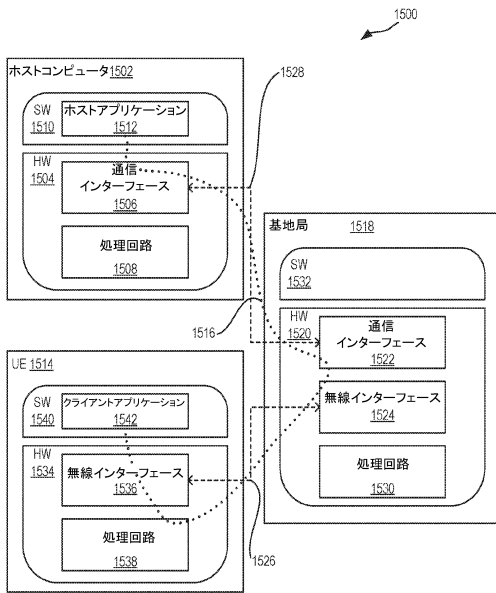 1500
ホストコンピュータ1502
SW
1510
ホストアプリケーション
1512
HW
1504
通信
インターフェース
1506
処理回路
1508
1528
基地局 1518
SW
1532
HW
1520
通信
インターフェース
1522
無線インターフェース
1524
処理回路
1530
1516
UE 1514
SW
1540
クライアントアプリケーション
1542
HW
1534
無線インターフェース
1536
処理回路
1538
1526